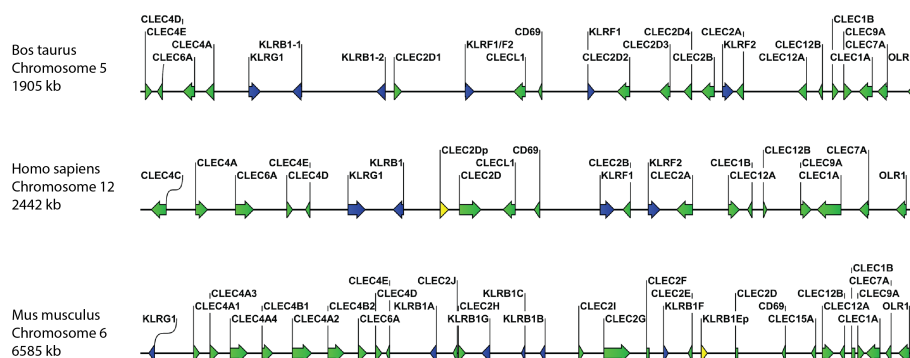 CLEC4D CLEC1B
CLEC4E CD69 KLRF1 CLEC2D4 CLEC2A CLEC9A
Bos taurus CLEC4A KLRB1-1 KLRF1/F2 CLEC2D3 KLRF2 CLEC12B CLEC7A
Chromosome 5 CLEC6A KLRG1 KLRB1-2 CLEC2D1 CLECL1 CLEC2D2 CLEC2B CLEC12A CLEC1A OLR
1905 kb
CLEC2Dp CD69 CLEC12B CLEC7A
Homo sapiens CLEC4A CLEC4E KLRB1 CLECL1 CLEC2B KLRF2 CLEC1B CLEC9A
Chromosome 12 CLEC4C CLEC6A CLEC4D KLRG1 CLEC2D KLRF1 CLEC2A CLEC12A CLEC1A OLR1
2442 kb
CLEC1B
CLEC4E CLEC2J CLEC2F CLEC7A
CLEC4A3 CLEC4D KLRB1C CLEC2E CLEC2D CLEC12B CLEC9A
Mus musculus CLEC4A1 CLEC4B1 CLEC4B2 KLRB1A CLEC2H CLEC2I KLRB1F CD69 CLEC12A OLR1
Chromosome 6 KLRG1 CLEC4A4 CLEC4A2 CLEC6A KLRB1G KLRB1B CLEC2G KLRB1Ep CLEC15A CLEC1A
6585 kb